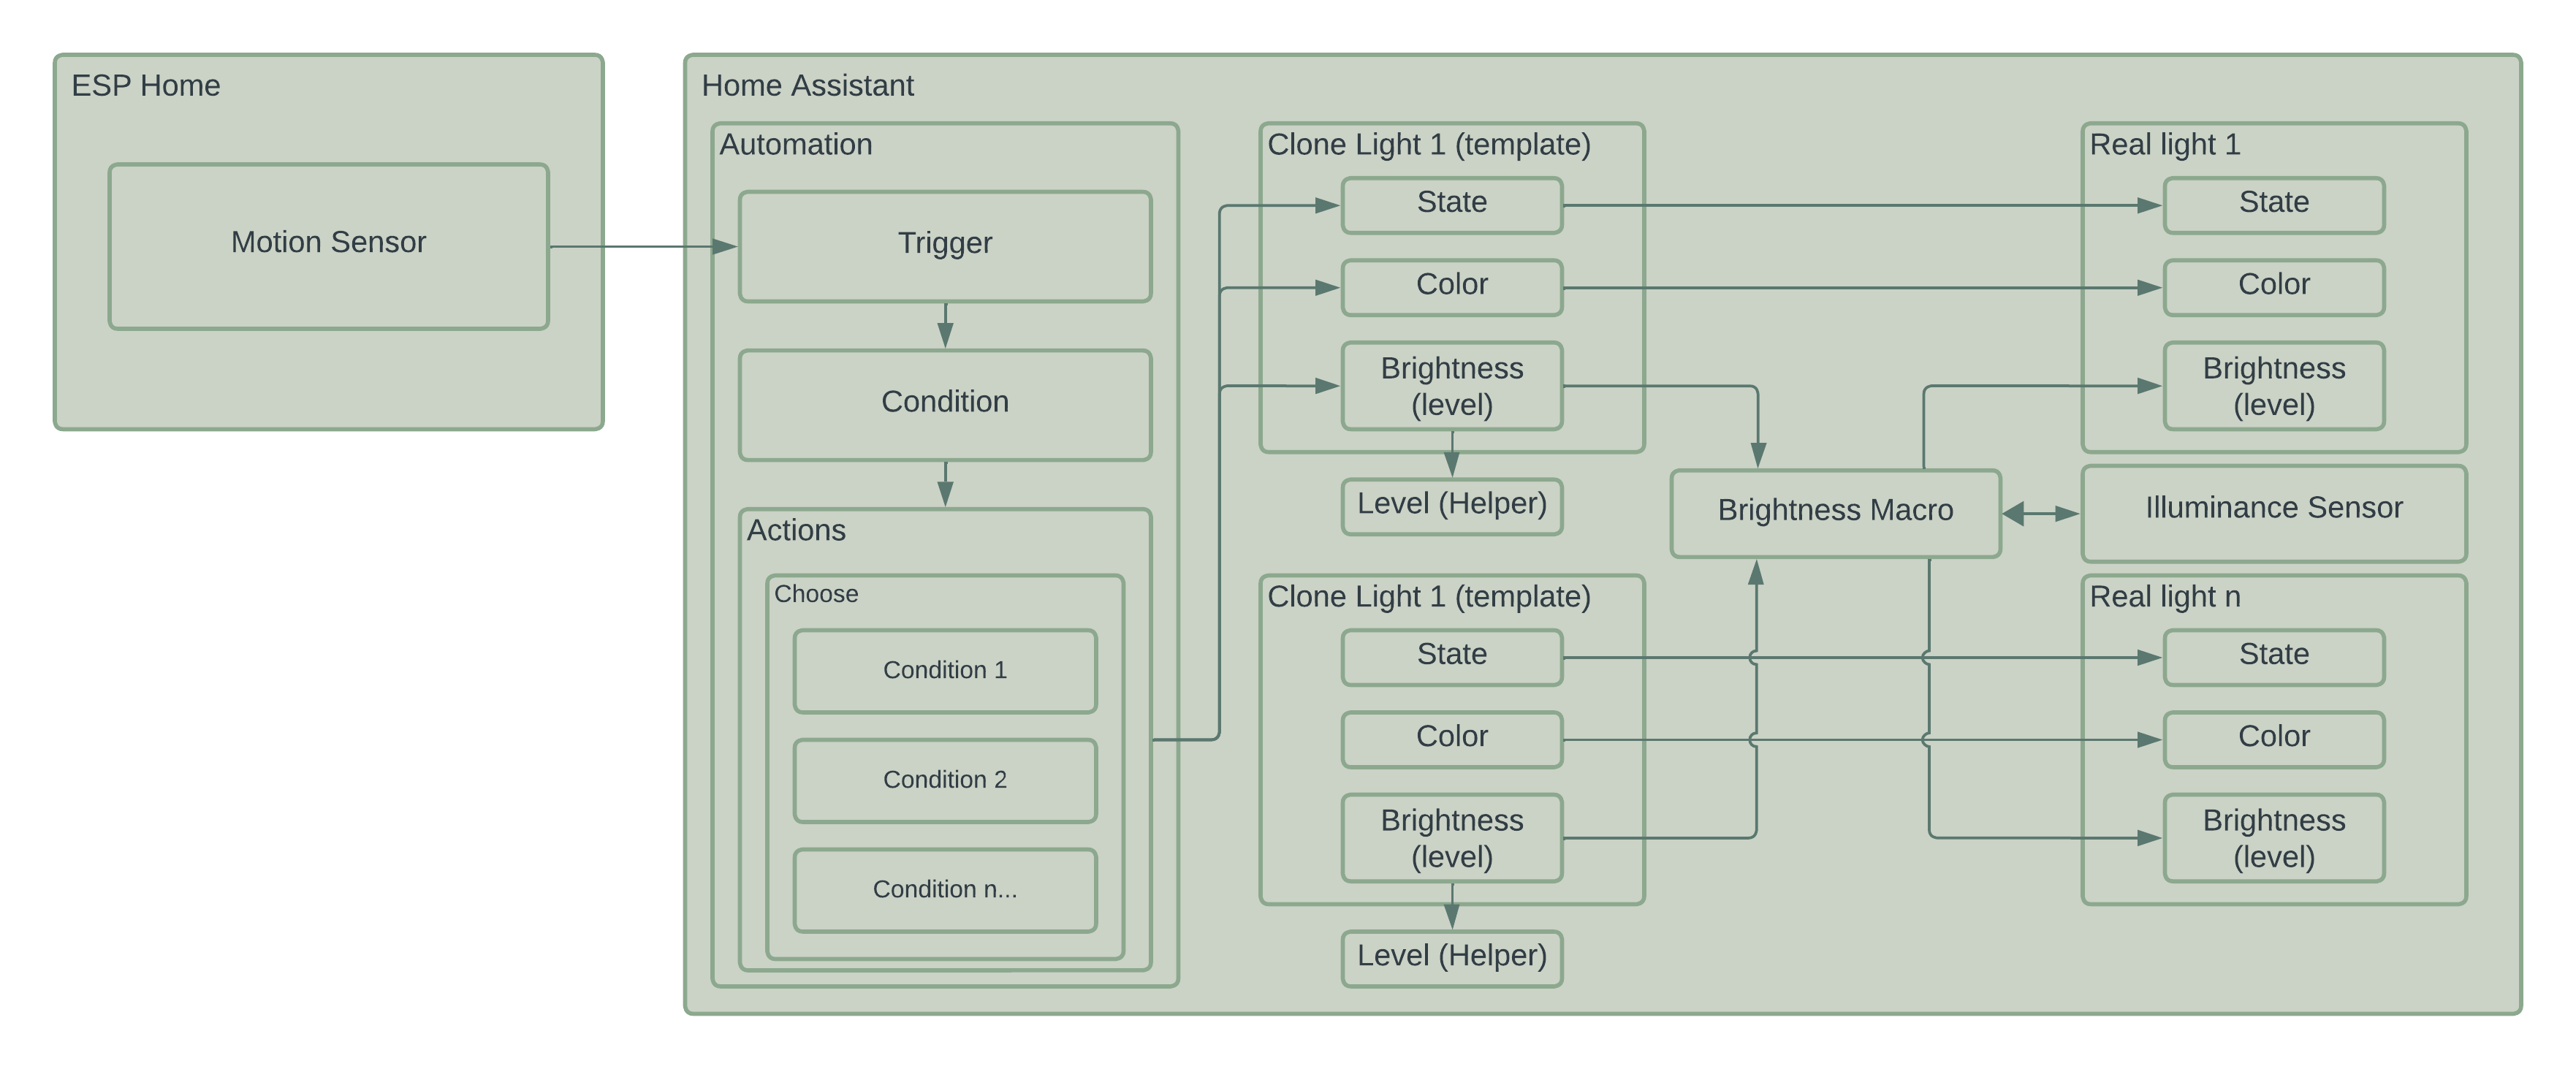 ESP Home
Motion Sensor
Home Assistant
Automation
Trigger
Condition
Actions
Choose
Condition 1
Condition 2
Condition n...
Clone Light 1 (template)
State
Color
Brightness
(level)
Level (Helper)
Clone Light 1 (template)
State
Color
Brightness
(level)
Level (Helper)
Brightness Macro
Real light 1
State
Color
Brightness
(level)
Illuminance Sensor
Real light n
State
Color
Brightness
(level)